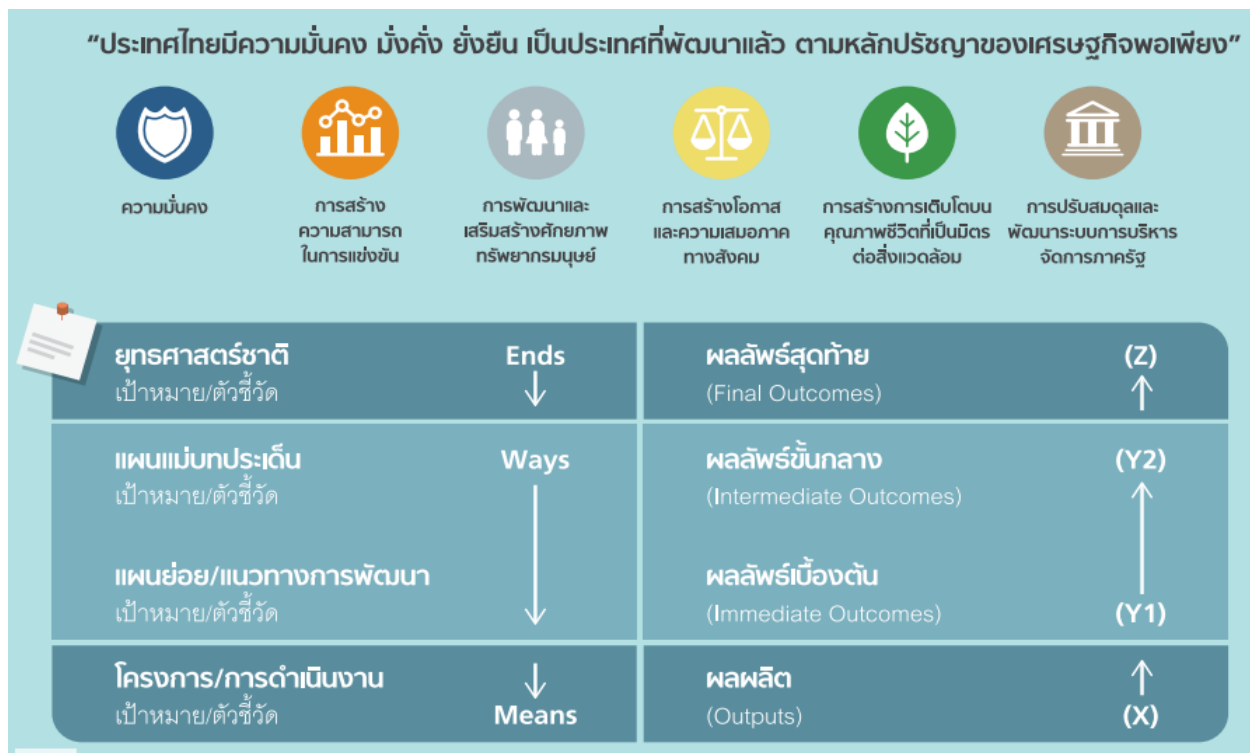 “ประเทศไทยมีความมั่นคง มั่งคั่ง ยั่งยืน เป็นประเทศที่พัฒนาแล้ว ตามหลักปรัชญาของเศรษฐกิจพอเพียง”
ความมั่นคง
การสร้าง
ความสามารถ
ในการแข่งขัน
การพัฒนาและ
เสริมสร้างศักยภาพ
ทรัพยากรมนุษย์
การสร้างโอกาส
และความเสมอภาค
ทางสังคม
การสร้างการเติบโตบน
คุณภาพชีวิตที่เป็นมิตร
ต่อสิ่งแวดล้อม
การปรับสมดุลและ
พัฒนาระบบการบริหาร
จัดการภาครัฐ
ยุทธศาสตร์ชาติ Ends
เป้าหมาย/ตัวชี้วัด
ผลลัพธ์สุดท้าย (Z)
(Final Outcomes)
แผนแม่บทประเด็น Ways
เป้าหมาย/ตัวชี้วัด
ผลลัพธ์ขั้นกลาง (Y2)
(Intermediate Outcomes)
แผนย่อย/แนวทางการพัฒนา
เป้าหมาย/ตัวชี้วัด
ผลลัพธ์เบื้องต้น
(Immediate Outcomes) (Y1)
โครงการ/การดำเนินงาน
เป้าหมาย/ตัวชี้วัด Means
ผลผลิต
(Outputs) (X)